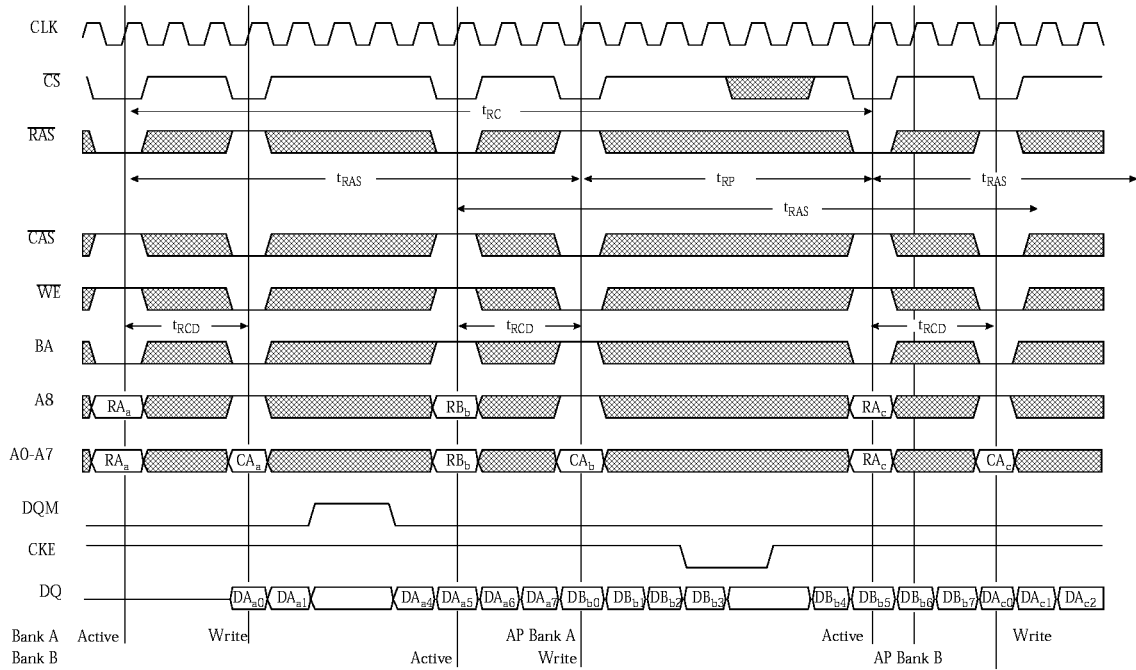 CLK
CS
tRC
RAS
tRAS tRP tRAS
tRAS
CAS
WE
tRCD tRCD tRCD
BA
A8 RAa RBb RAc
A0-A7 RAa CAa RBb CAb RAc CAc
DQM
CKE
DQ DAa0 DAa1 DAa4 DAa5 DAa6 DAa7 DBb0 DBb1 DBb2 DBb3 DBb4 DBb5 DBb6 DBb7 DAc0 DAc1 DAc2
Bank A Active Write AP Bank A Active Write
Bank B Active Write AP Bank B